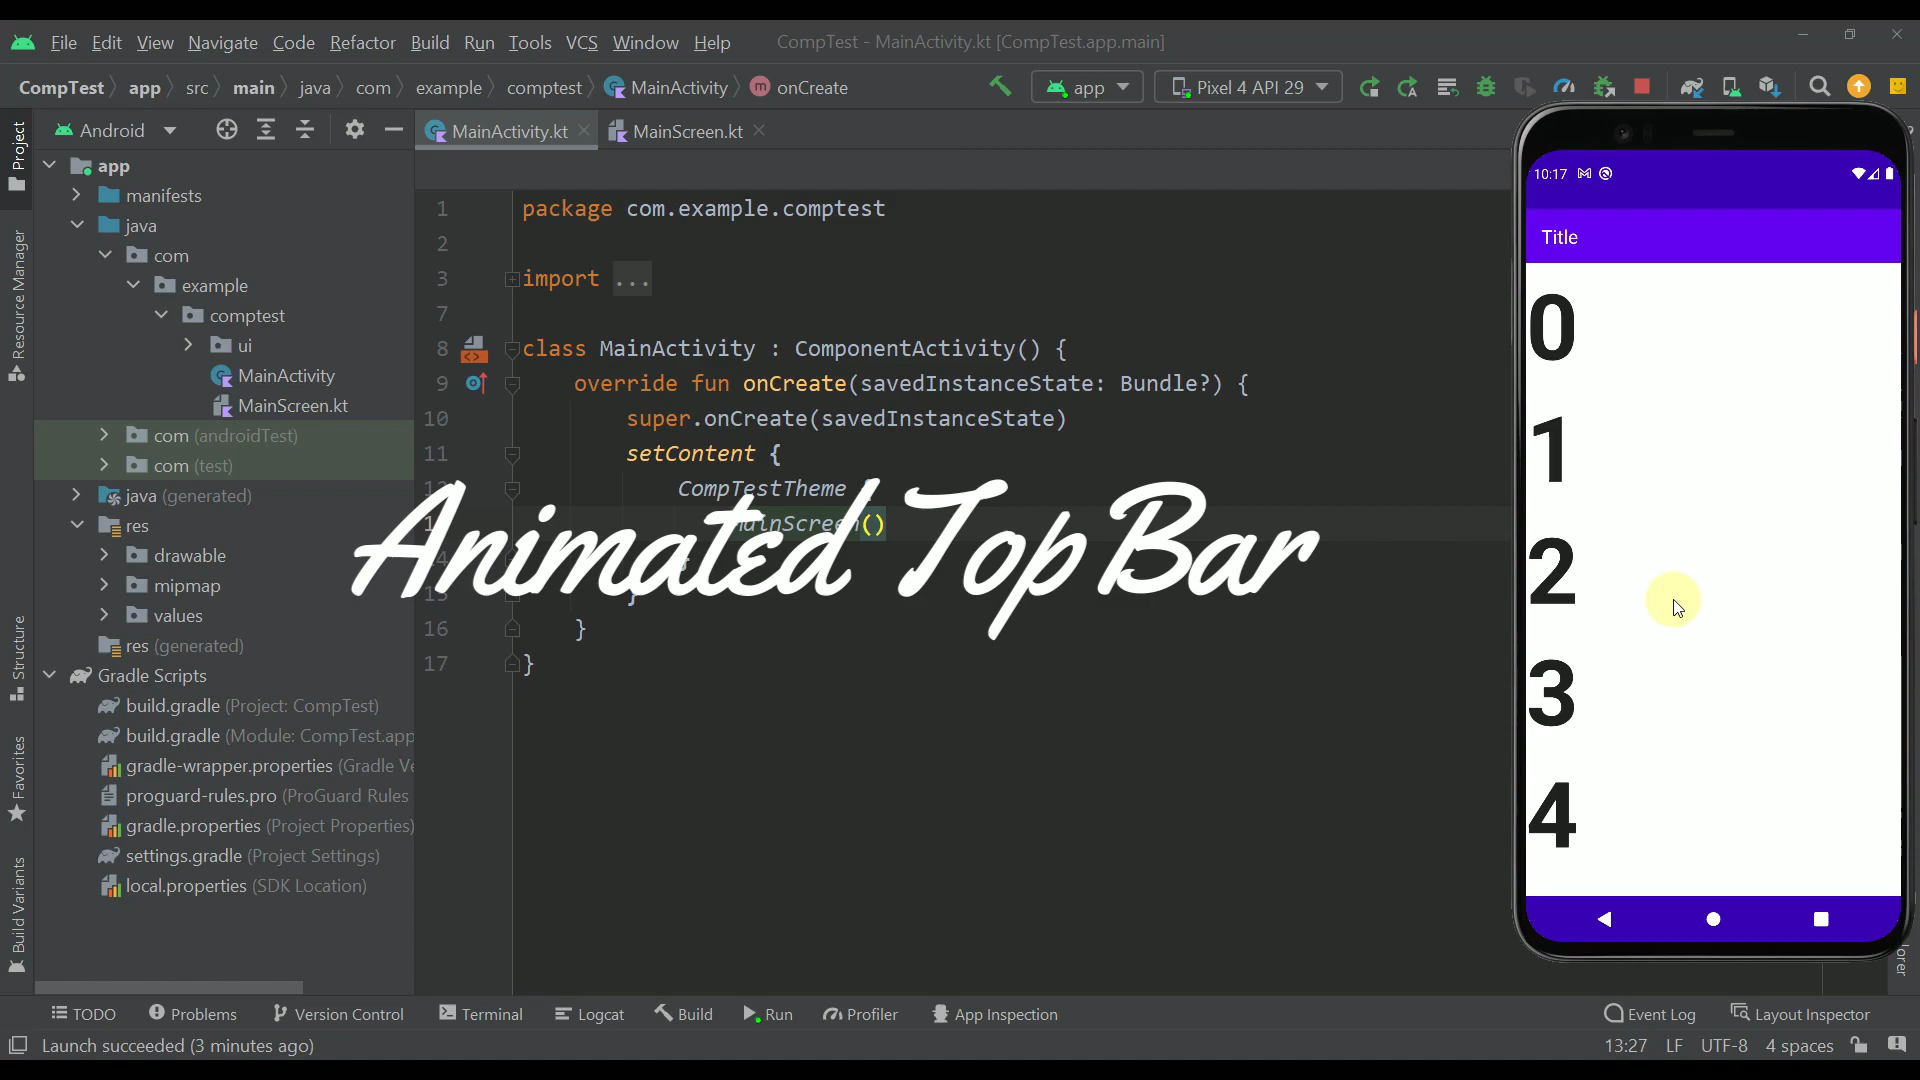 File Edit View Navigate Code Refactor Build Run Tools VCS Window Help CompTest - MainActivity.kt [CompTest.app.main]
CompTest app src main java com example comptest MainActivity onCreate app Pixel 4 API 29
Project
Resource Manager
Structure
Favorites
Build Variants
Android
app
manifests
java
com
example
comptest
ui
MainActivity
MainScreen.kt
com (androidTest)
com (test)
java (generated)
res
drawable
mipmap
values
res (generated)
Gradle Scripts
build.gradle (Project: CompTest)
build.gradle (Module: CompTest.app
gradle-wrapper.properties (Gradle Ve
proguard-rules.pro (ProGuard Rules
gradle.properties (Project Properties)
settings.gradle (Project Settings)
local.properties (SDK Location)
MainActivity.kt MainScreen.kt
1 package com.example.comptest
2
3 import ...
7
8 class MainActivity : ComponentActivity() {
9 override fun onCreate(savedInstanceState: Bundle?) {
10 super.onCreate(savedInstanceState)
11 setContent {
CompTestTheme
()
16 }
17 }
Animated Top Bar
10:17
Title
0
1
2
3
4
TODO Problems Version Control Terminal Logcat Build Run Profiler App Inspection Event Log Layout Inspector
Launch succeeded (3 minutes ago) 13:27 LF UTF-8 4 spaces